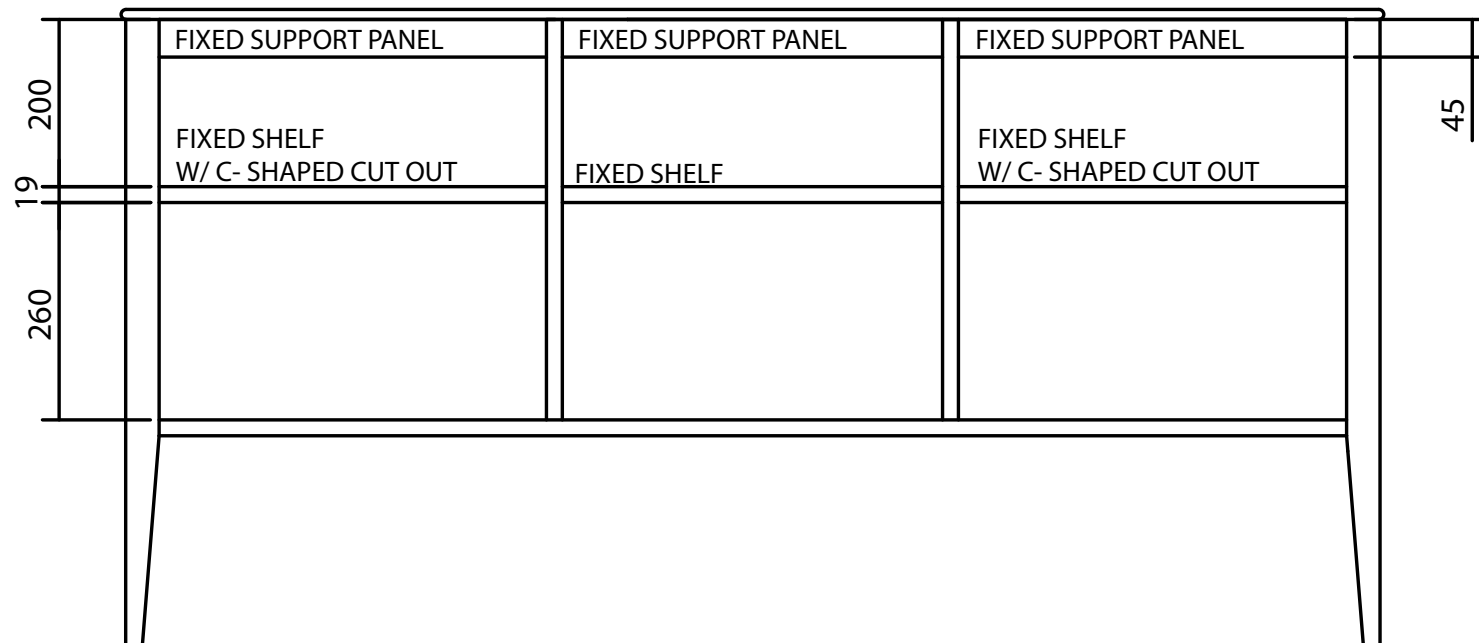 FIXED SUPPORT PANEL
FIXED SUPPORT PANEL
FIXED SUPPORT PANEL
200
45
FIXED SHELF
W/ C- SHAPED CUT OUT
FIXED SHELF
FIXED SHELF
W/ C- SHAPED CUT OUT
19
260